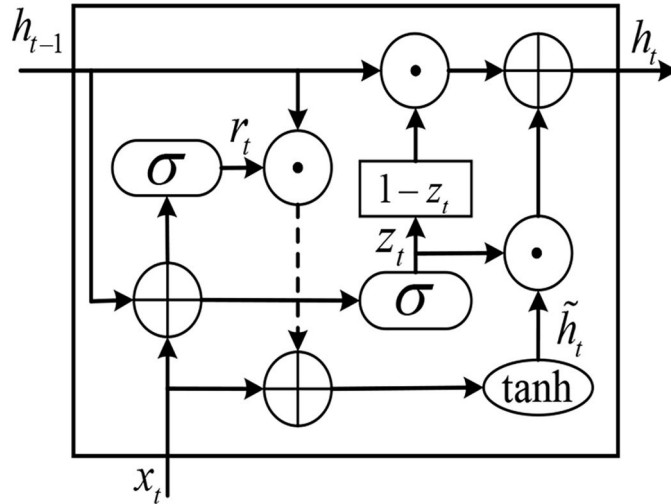 h_{t-1}
h_t
r_t
σ
1-z_t
z_t
σ
h̃_t
tanh
x_t